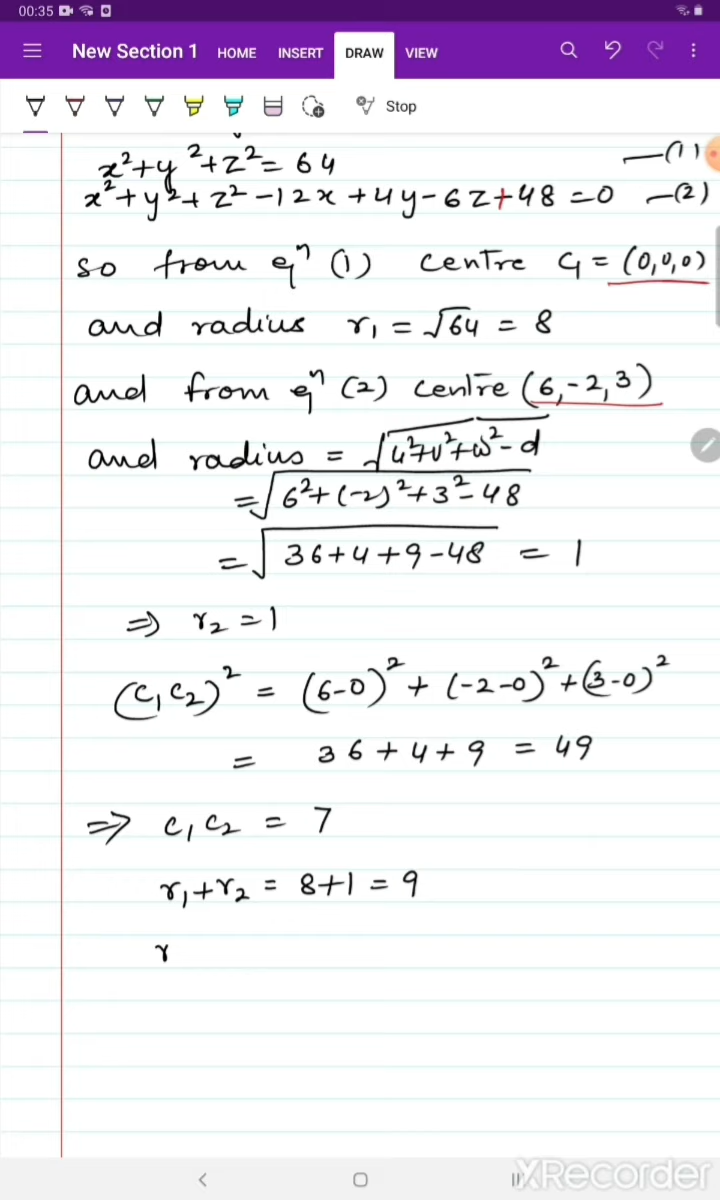 00:35
New Section 1 HOME INSERT DRAW VIEW
Stop
x²+y²+z²=64 —(1)
x²+y²+z²-12x+4y-6z+48=0 —(2)
so from eqⁿ (1) centre C₁ = (0,0,0)
and radius r₁ = √64 = 8
and from eqⁿ (2) centre (6,-2,3)
and radius = √u²+v²+w²-d
=√6²+(-2)²+3²-48
=√36+4+9-48 = 1
⇒ r₂=1
(C₁C₂)² = (6-0)²+(-2-0)²+(3-0)²
= 36+4+9 = 49
⇒ C₁C₂ = 7
r₁+r₂ = 8+1=9
r
XRecorder